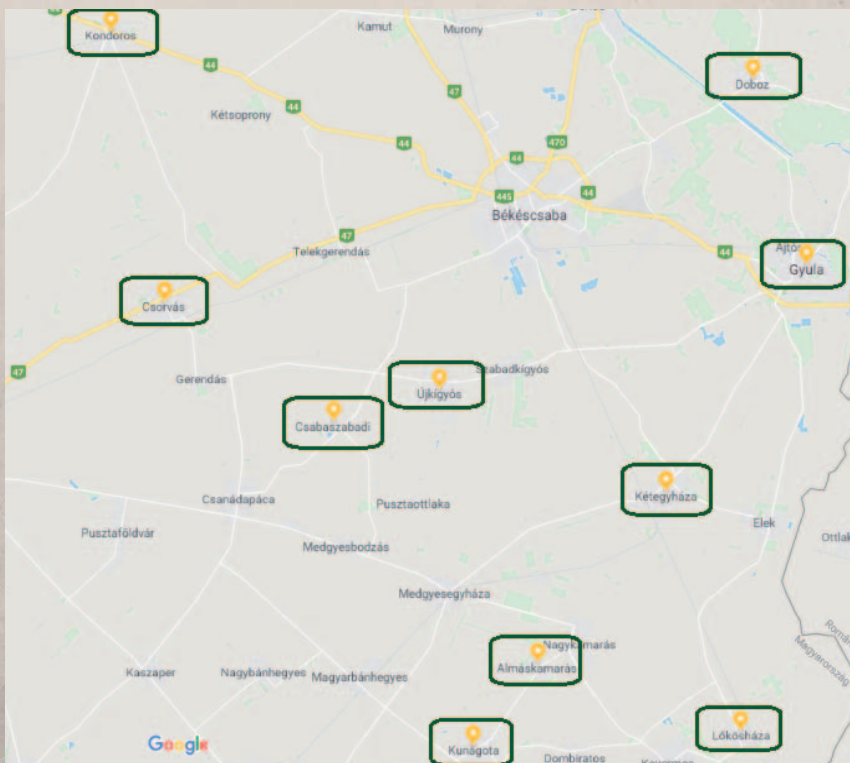 Kondoros
Kamut
Murony
44
47
Doboz
Kétsoprony
44
44
470
44
44
445
Békéscsaba
47
Telekgerendás
44
Gyula
Csorvás
47
Gerendás
Szabadkígyós
Újkígyós
Csabaszabadi
Kétegyháza
Csanádapáca
Pusztaottlaka
Pusztaföldvár
Elek
Medgyesbodzás
Medgyesegyháza
Nagykamarás
Almáskamarás
Kaszaper
Nagybánhegyes
Magyarbánhegyes
Magyarország
Lőkösháza
Google
Kunágota
Dombiratos